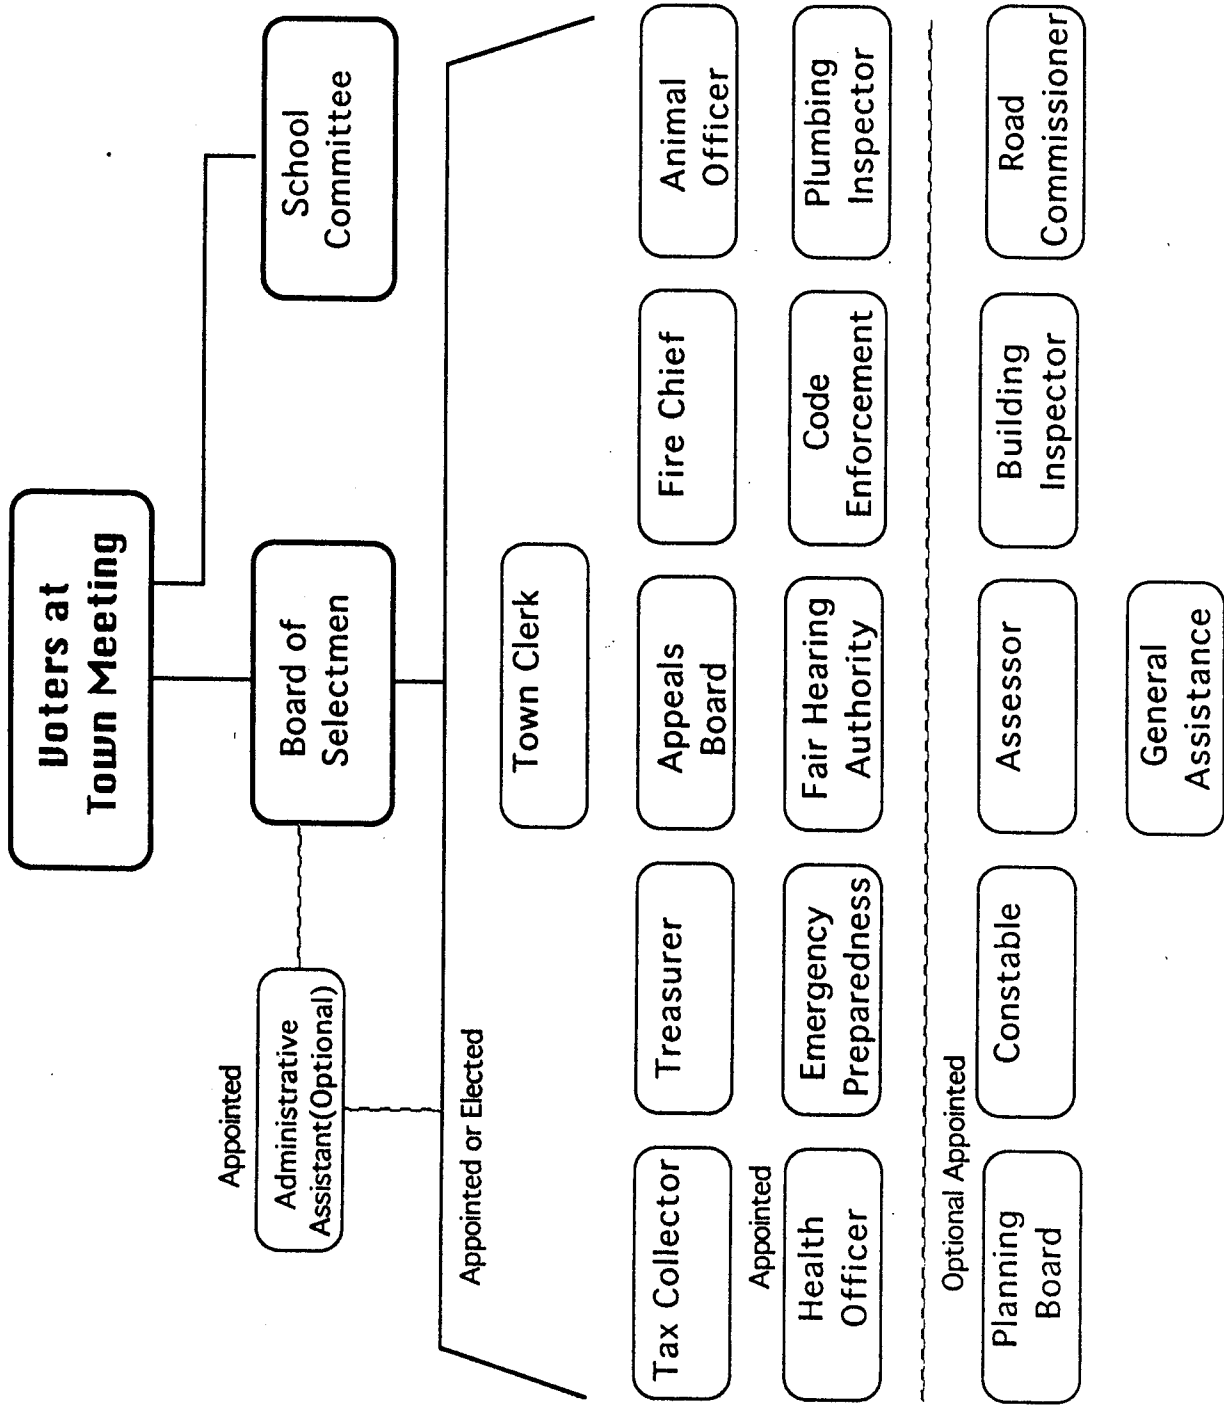 Voters at
Town Meeting
Board of
Selectmen
School
Committee
Appointed
Administrative
Assistant(Optional)
Appointed or Elected
Town Clerk
Tax Collector
Treasurer
Appeals
Board
Fire Chief
Animal
Officer
Appointed
Health
Officer
Emergency
Preparedness
Fair Hearing
Authority
Code
Enforcement
Plumbing
Inspector
Optional Appointed
Planning
Board
Constable
Assessor
Building
Inspector
Road
Commissioner
General
Assistance